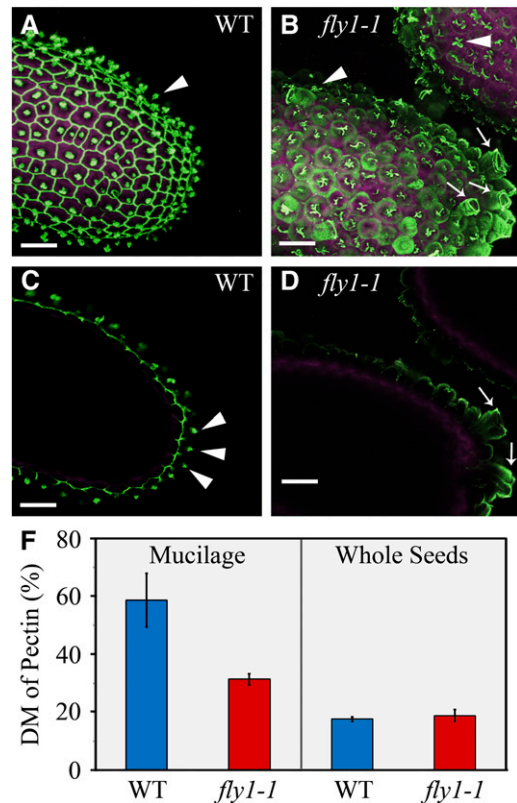 A WT
B fly1-1
C WT
D fly1-1
F
80
60
40
20
0
DM of Pectin (%)
Mucilage
Whole Seeds
WT
fly1-1
WT
fly1-1